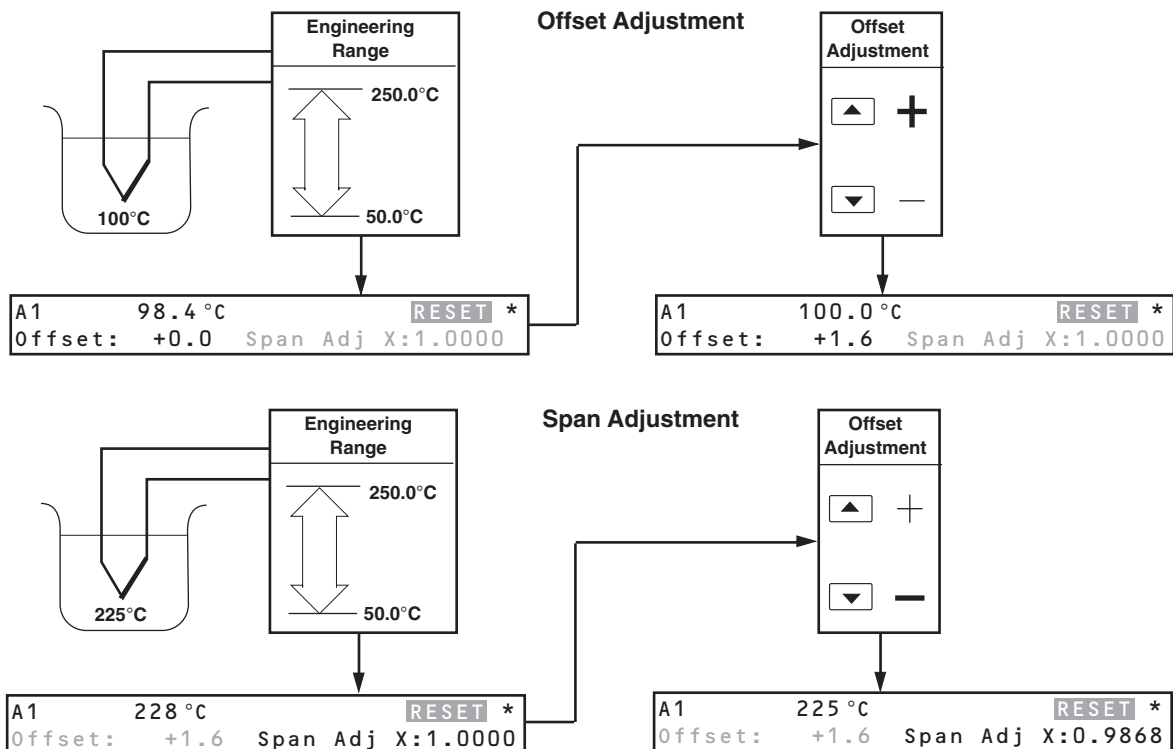 Offset Adjustment
Engineering
Range
250.0°C
50.0°C
100°C
Offset
Adjustment
+
–
A1 98.4°C RESET *
Offset: +0.0 Span Adj X:1.0000
A1 100.0°C RESET *
Offset: +1.6 Span Adj X:1.0000
Span Adjustment
Engineering
Range
250.0°C
50.0°C
225°C
Offset
Adjustment
+
–
A1 228°C RESET *
Offset: +1.6 Span Adj X:1.0000
A1 225°C RESET *
Offset: +1.6 Span Adj X:0.9868